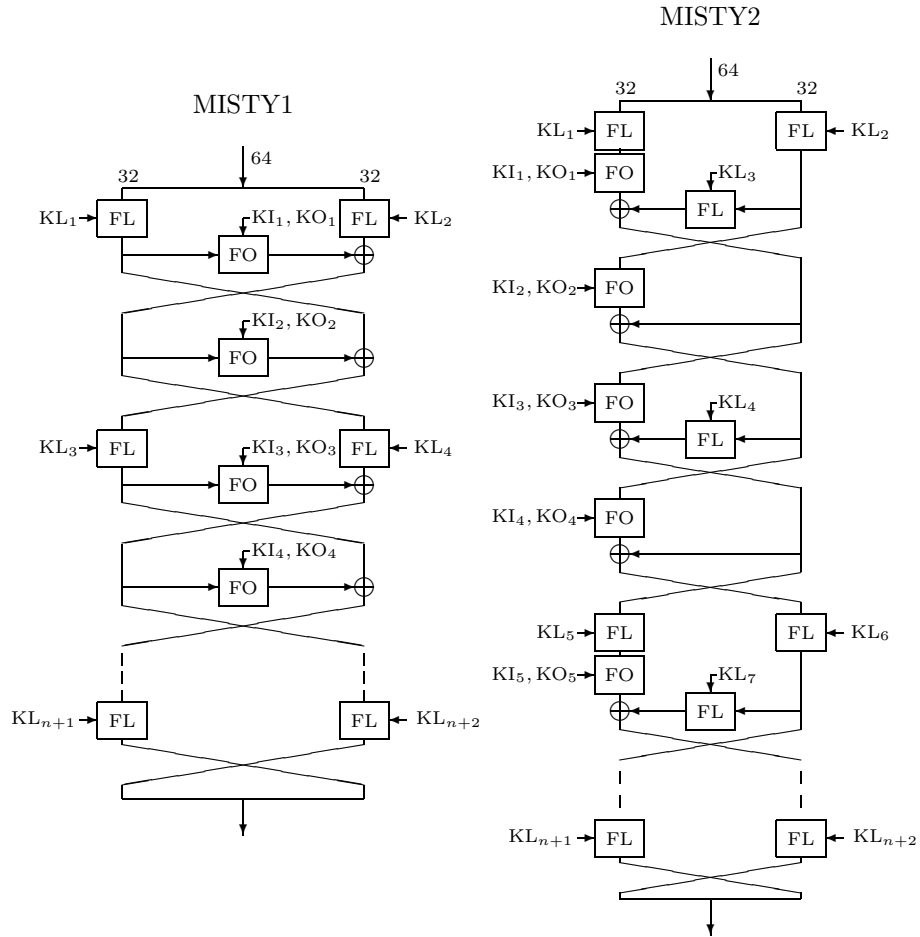 MISTY1
64
32 32
KL₁ FL KI₁, KO₁ FL KL₂
FO
KI₂, KO₂
FO
KL₃ FL KI₃, KO₃ FL KL₄
FO
KI₄, KO₄
FO
KLₙ₊₁ FL FL KLₙ₊₂
MISTY2
64
32 32
KL₁ FL FL KL₂
KI₁, KO₁ FO KL₃
FL
KI₂, KO₂ FO
KI₃, KO₃ FO KL₄
FL
KI₄, KO₄ FO
KL₅ FL FL KL₆
KI₅, KO₅ FO KL₇
FL
KLₙ₊₁ FL FL KLₙ₊₂